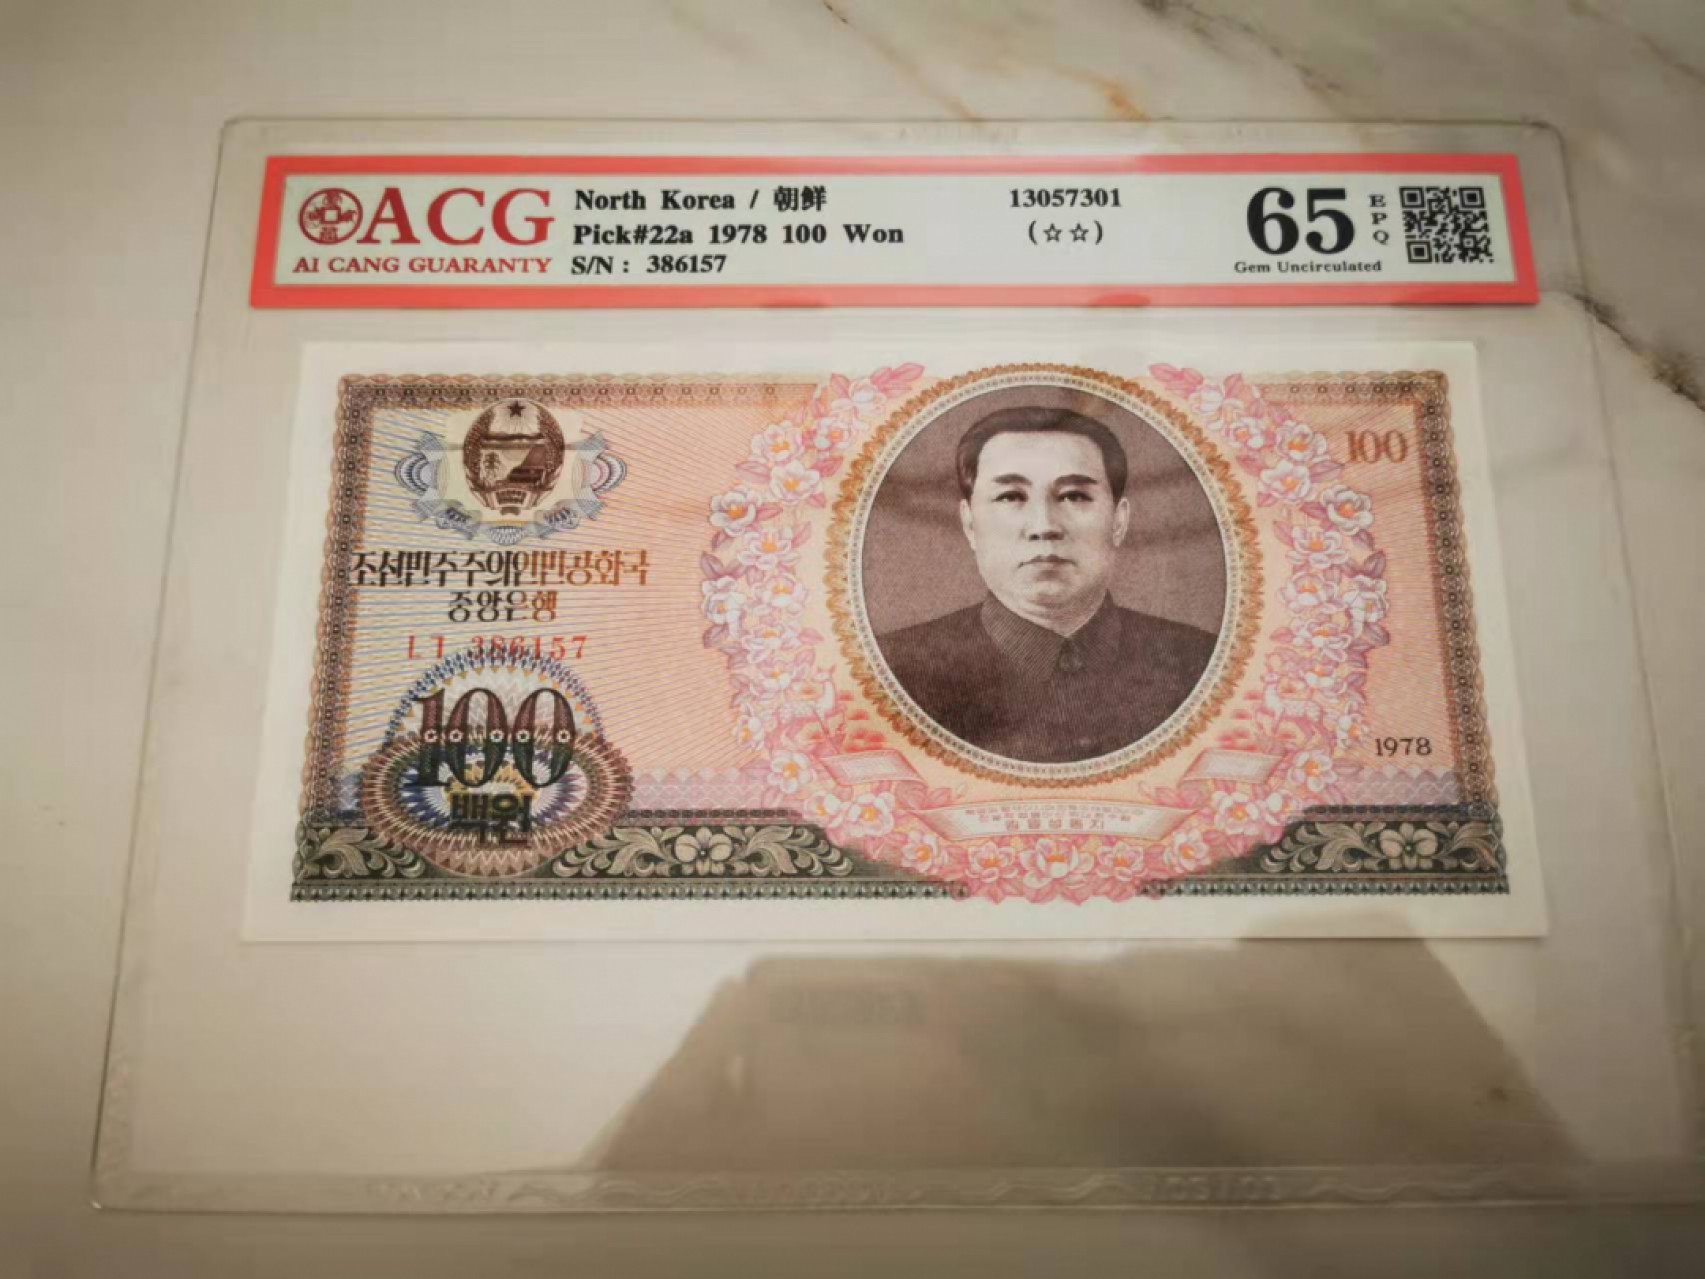 ACG
AI CANG GUARANTY
North Korea / 朝鲜
Pick#22a 1978 100 Won
S/N : 386157
13057301
(☆☆)
65
EPQ
Gem Uncirculated
100
조선민주주의인민공화국
중앙은행
386157
100
백원
1978